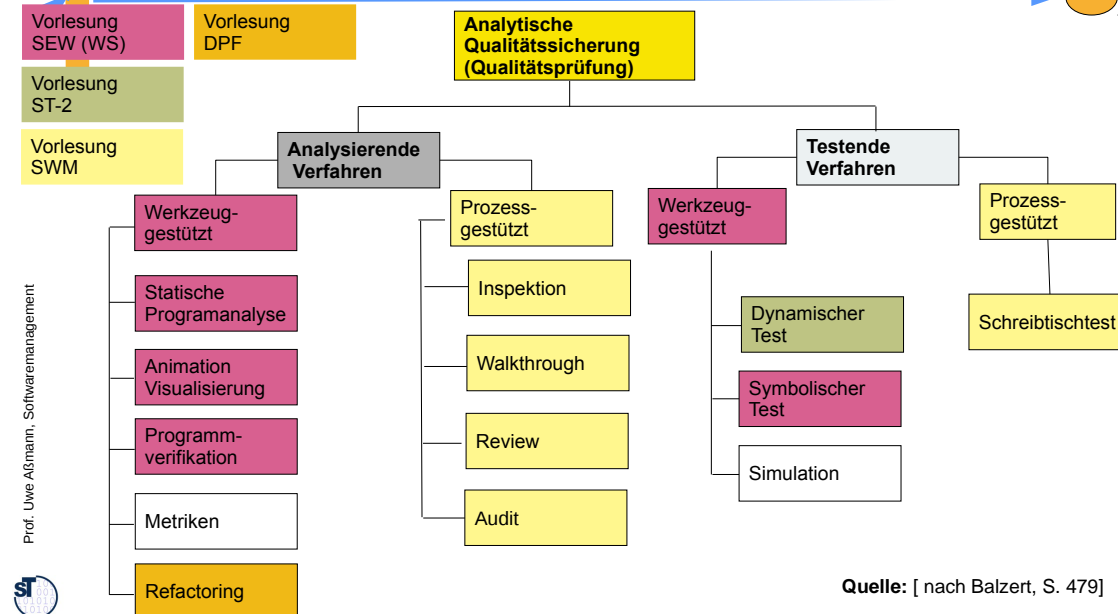 Vorlesung
SEW (WS)
Vorlesung
DPF
Vorlesung
ST-2
Vorlesung
SWM
Analytische
Qualitätssicherung
(Qualitätsprüfung)
Analysierende
Verfahren
Testende
Verfahren
Werkzeug-
gestützt
Prozess-
gestützt
Werkzeug-
gestützt
Prozess-
gestützt
Statische
Programanalyse
Animation
Visualisierung
Programm-
verifikation
Metriken
Refactoring
Inspektion
Walkthrough
Review
Audit
Dynamischer
Test
Symbolischer
Test
Simulation
Schreibtischtest
Prof. Uwe Aßmann, Softwaremanagement
ST
Quelle: [ nach Balzert, S. 479]